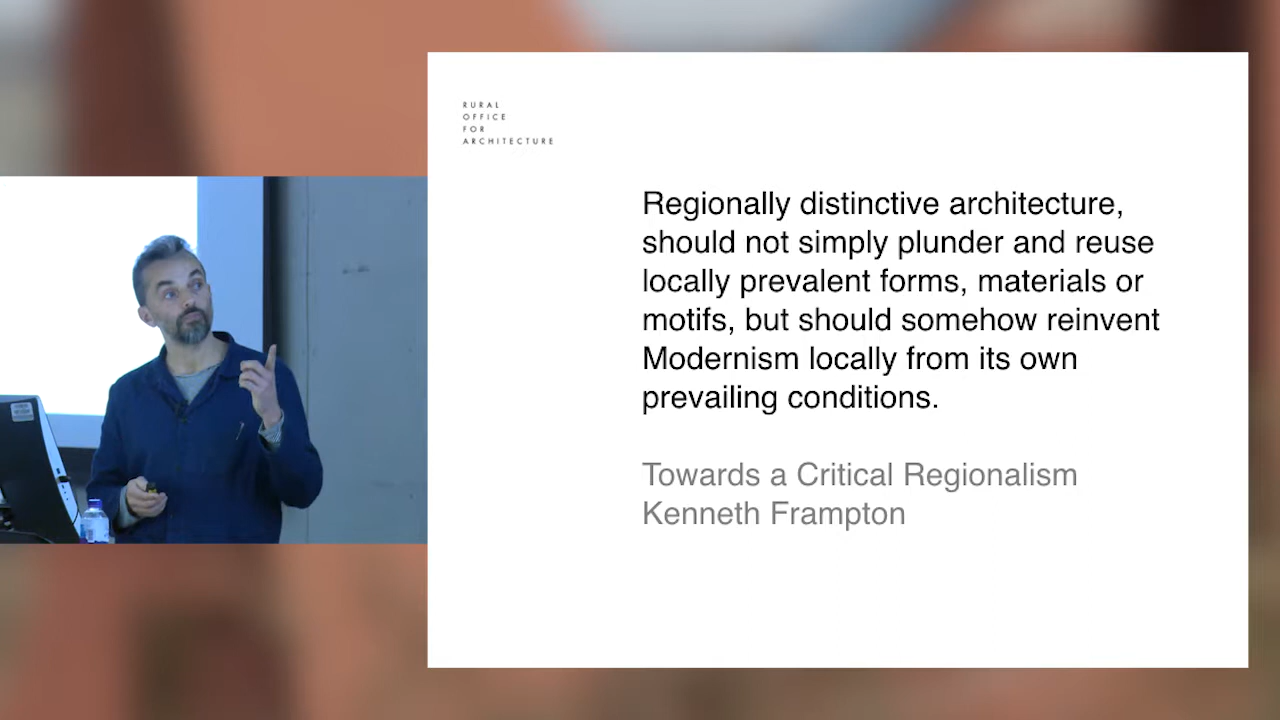 RURAL
OFFICE
FOR
ARCHITECTURE
Regionally distinctive architecture,
should not simply plunder and reuse
locally prevalent forms, materials or
motifs, but should somehow reinvent
Modernism locally from its own
prevailing conditions.
Towards a Critical Regionalism
Kenneth Frampton